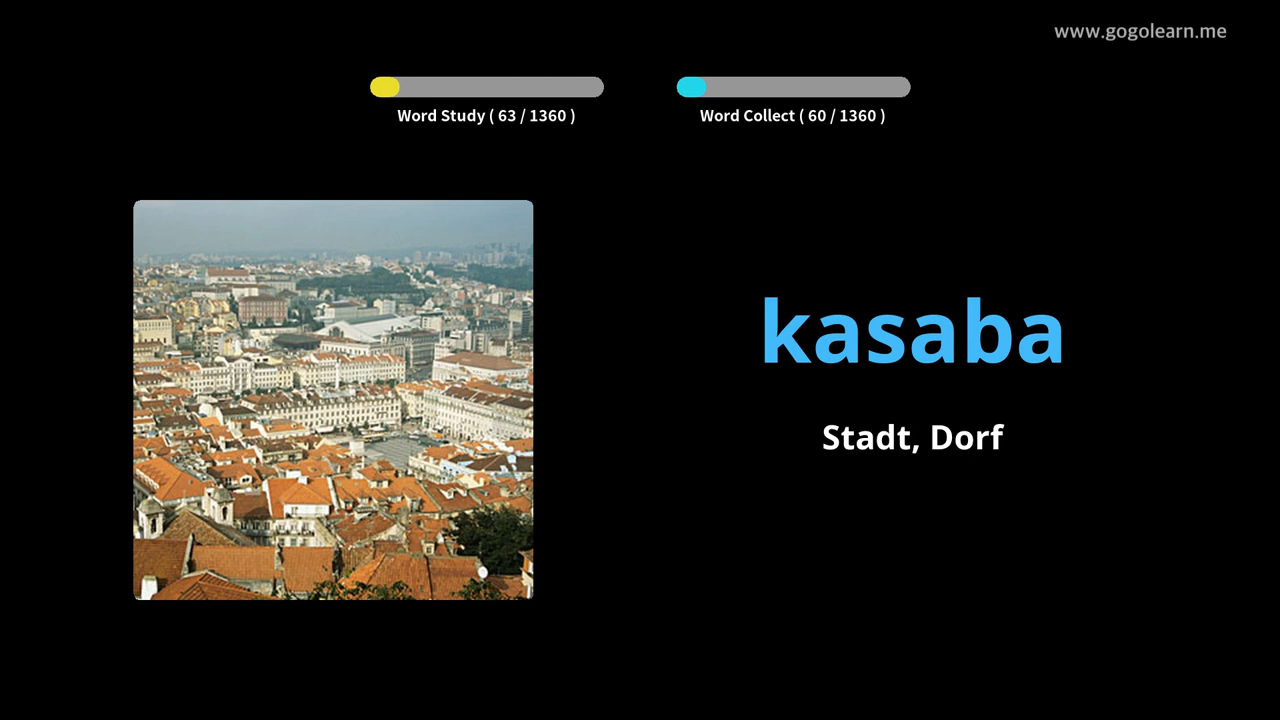 www.gogolearn.me
Word Study ( 63 / 1360 )
Word Collect ( 60 / 1360 )
kasaba
Stadt, Dorf